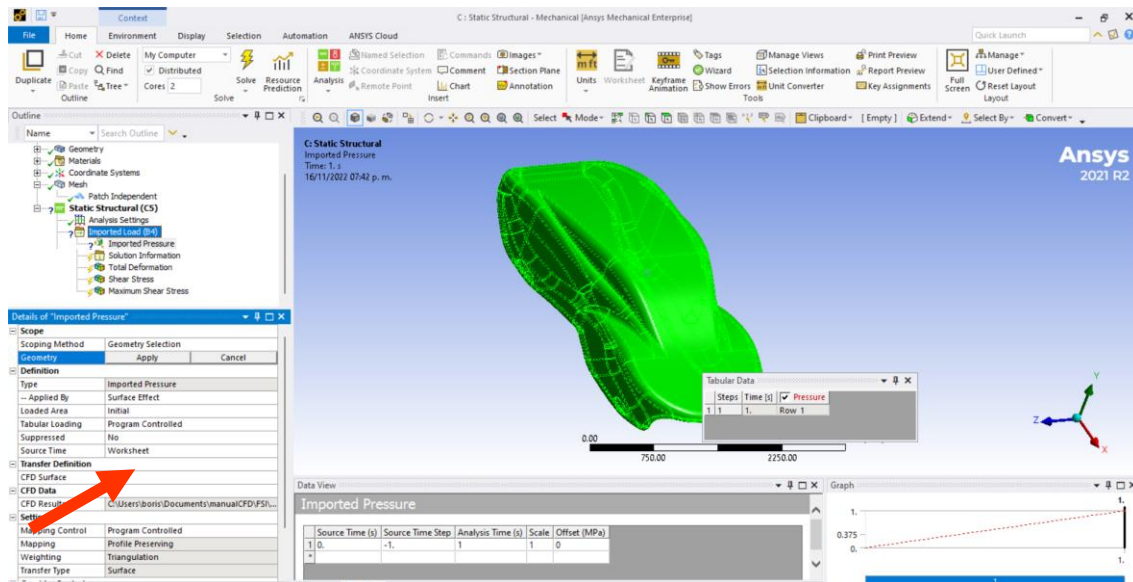 Context
C : Static Structural - Mechanical [Ansys Mechanical Enterprise]
File Home Environment Display Selection Automation ANSYS Cloud
Quick Launch
Duplicate
Cut
Copy
Paste
Delete
Find
Tree
Outline
My Computer
Distributed
Cores 2
Solve
Resource
Prediction
Solve
Analysis
Named Selection
Coordinate System
Remote Point
Commands
Comment
Chart
Images
Section Plane
Annotation
Insert
mft
Units
Worksheet
Keyframe
Animation
Tags
Wizard
Show Errors
Manage Views
Selection Information
Unit Converter
Print Preview
Report Preview
Key Assignments
Tools
Full
Screen
Manage
User Defined
Reset Layout
Layout
Outline
Select Mode Clipboard [Empty] Extend Select By Convert
Name Search Outline
Geometry
Materials
Coordinate Systems
Mesh
Patch Independent
Static Structural (C5)
Analysis Settings
Imported Load (B4)
Imported Pressure
Solution Information
Total Deformation
Shear Stress
Maximum Shear Stress
C: Static Structural
Imported Pressure
Time: 1. s
16/11/2022 07:42 p. m.
Ansys
2021 R2
Details of "Imported Pressure"
Scope
Scoping Method Geometry Selection
Geometry Apply Cancel
Definition
Type Imported Pressure
-- Applied By Surface Effect
Loaded Area Initial
Tabular Loading Program Controlled
Suppressed No
Source Time Worksheet
Transfer Definition
CFD Surface
CFD Data
CFD Results C:\Users\boris\Documents\manualCFD\FSI\...
Mapping Control Program Controlled
Mapping Profile Preserving
Weighting Triangulation
Transfer Type Surface
Tabular Data
Steps Time [s] Pressure
1 1 1. Row 1
0.00
750.00
2250.00
Y
Z
X
Data View
Imported Pressure
Source Time (s) Source Time Step Analysis Time (s) Scale Offset (MPa)
1 0. -1. 1 1 0
*
Graph
1.
1.
0.375
0.
1.
1